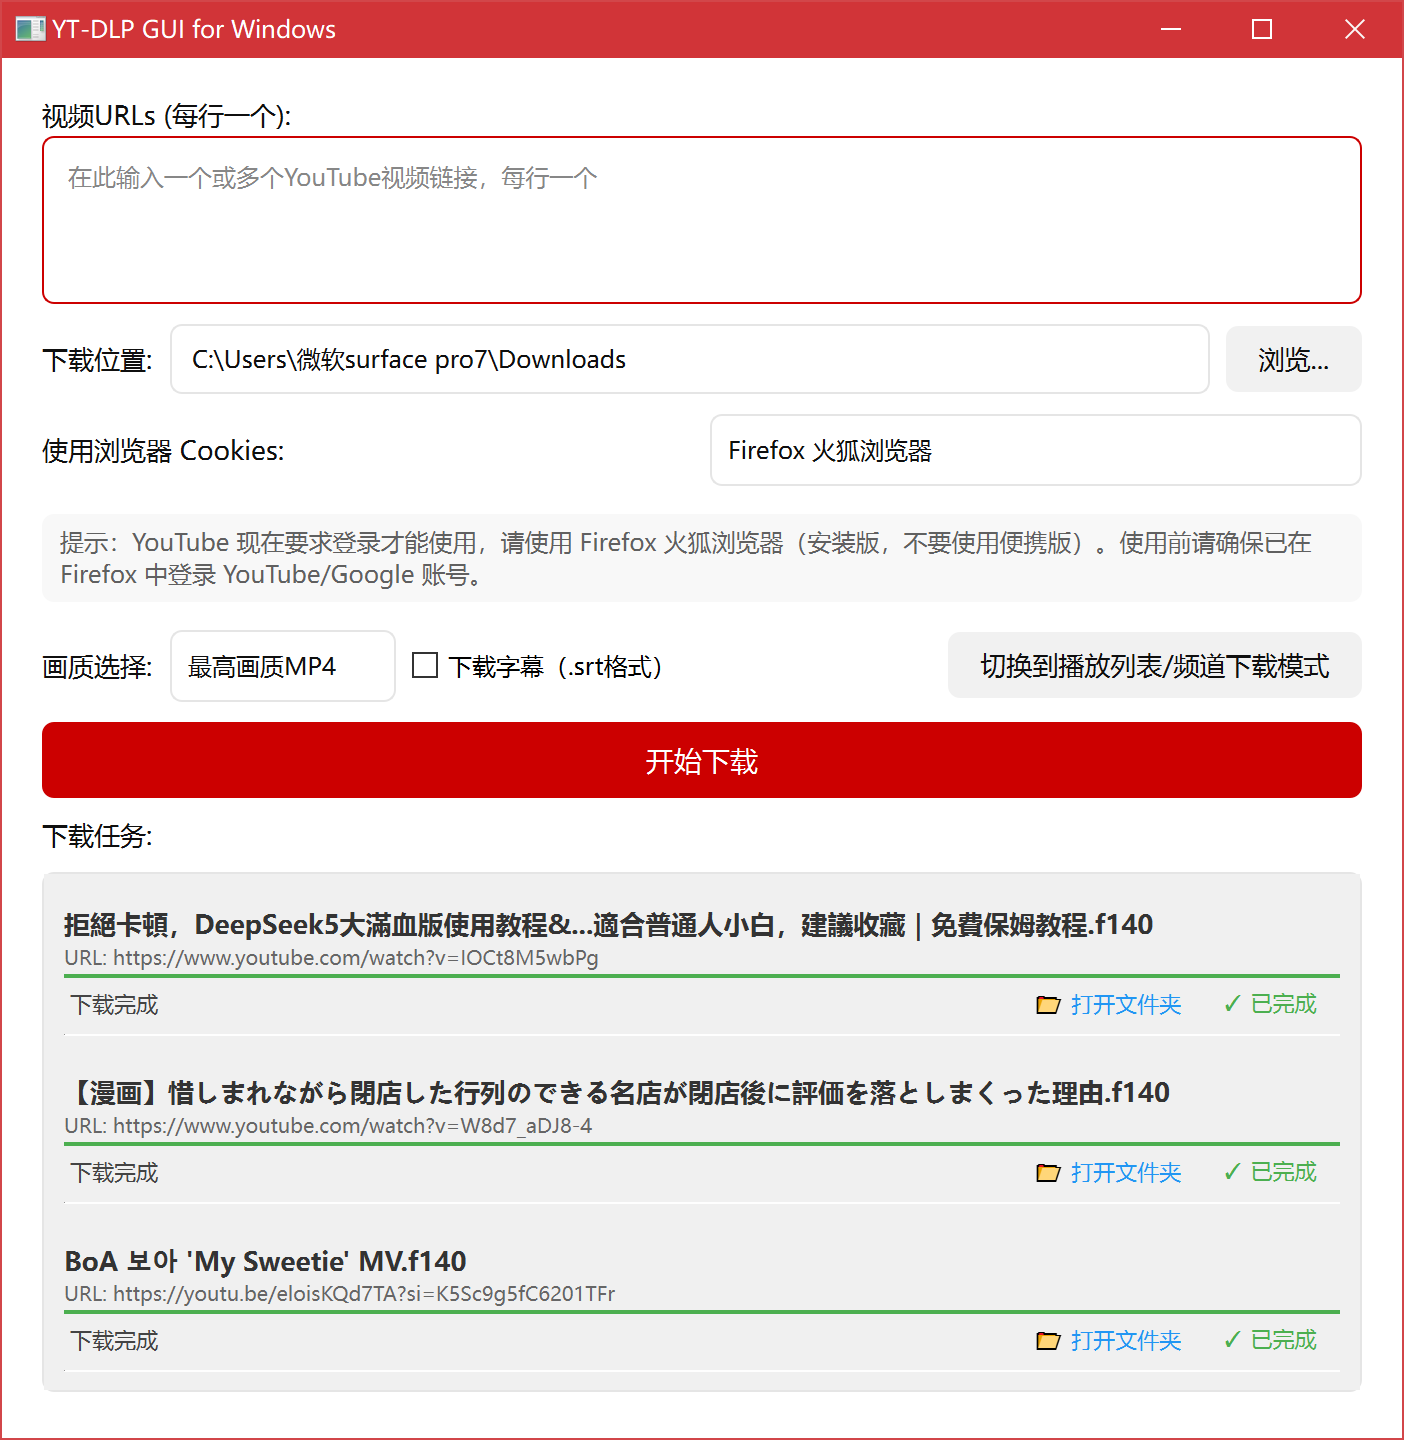 YT-DLP GUI for Windows
视频URLs (每行一个):
在此输入一个或多个YouTube视频链接，每行一个
下载位置:
C:\Users\微软surface pro7\Downloads
浏览...
使用浏览器 Cookies:
Firefox 火狐浏览器
提示：YouTube 现在要求登录才能使用，请使用 Firefox 火狐浏览器（安装版，不要使用便携版）。使用前请确保已在
Firefox 中登录 YouTube/Google 账号。
画质选择:
最高画质MP4
下载字幕（.srt格式）
切换到播放列表/频道下载模式
开始下载
下载任务:
拒絕卡頓，DeepSeek5大滿血版使用教程&...適合普通人小白，建議收藏｜免費保姆教程.f140
URL: https://www.youtube.com/watch?v=IOCt8M5wbPg
下载完成
打开文件夹
✓ 已完成
【漫画】惜しまれながら閉店した行列のできる名店が閉店後に評価を落としまくった理由.f140
URL: https://www.youtube.com/watch?v=W8d7_aDJ8-4
下载完成
打开文件夹
✓ 已完成
BoA 보아 'My Sweetie' MV.f140
URL: https://youtu.be/eloisKQd7TA?si=K5Sc9g5fC6201TFr
下载完成
打开文件夹
✓ 已完成